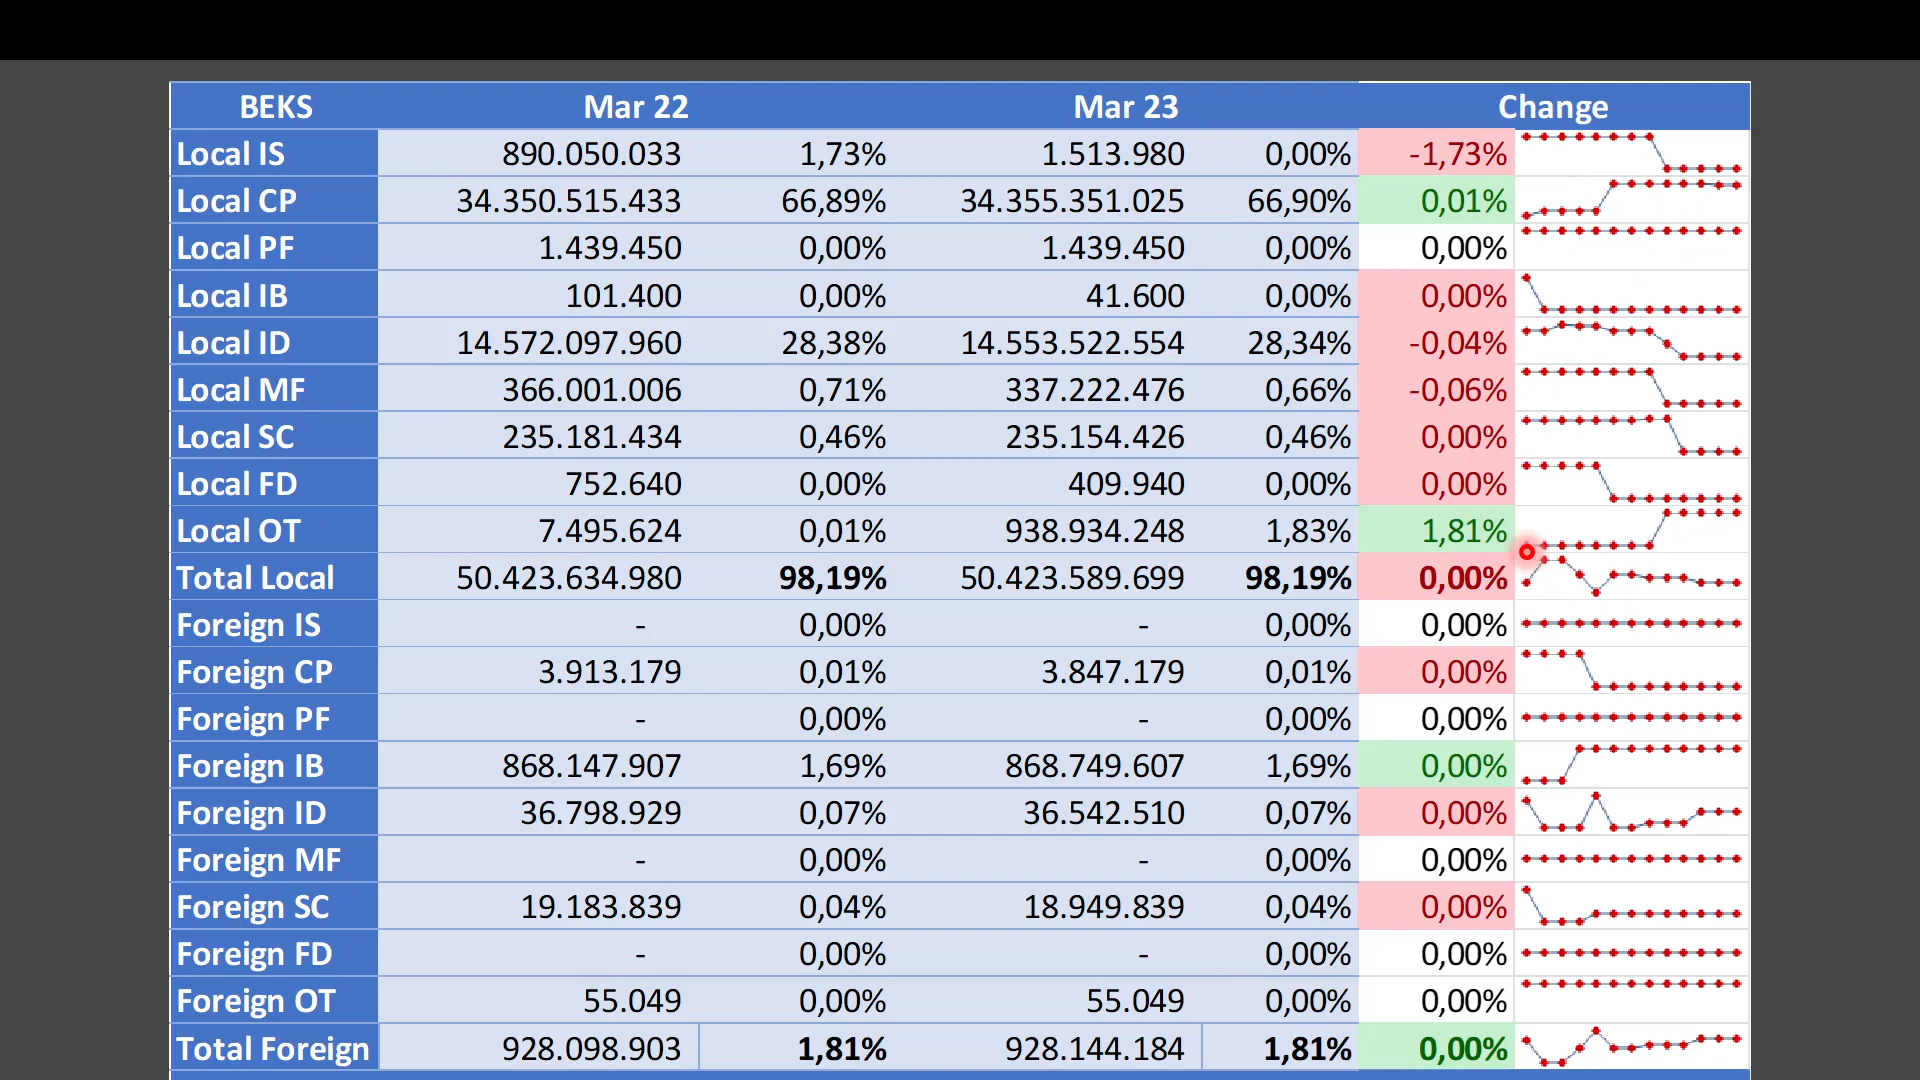 BEKS Mar 22 Mar 23 Change
Local IS 890.050.033 1,73% 1.513.980 0,00% -1,73%
Local CP 34.350.515.433 66,89% 34.355.351.025 66,90% 0,01%
Local PF 1.439.450 0,00% 1.439.450 0,00% 0,00%
Local IB 101.400 0,00% 41.600 0,00% 0,00%
Local ID 14.572.097.960 28,38% 14.553.522.554 28,34% -0,04%
Local MF 366.001.006 0,71% 337.222.476 0,66% -0,06%
Local SC 235.181.434 0,46% 235.154.426 0,46% 0,00%
Local FD 752.640 0,00% 409.940 0,00% 0,00%
Local OT 7.495.624 0,01% 938.934.248 1,83% 1,81%
Total Local 50.423.634.980 98,19% 50.423.589.699 98,19% 0,00%
Foreign IS - 0,00% - 0,00% 0,00%
Foreign CP 3.913.179 0,01% 3.847.179 0,01% 0,00%
Foreign PF - 0,00% - 0,00% 0,00%
Foreign IB 868.147.907 1,69% 868.749.607 1,69% 0,00%
Foreign ID 36.798.929 0,07% 36.542.510 0,07% 0,00%
Foreign MF - 0,00% - 0,00% 0,00%
Foreign SC 19.183.839 0,04% 18.949.839 0,04% 0,00%
Foreign FD - 0,00% - 0,00% 0,00%
Foreign OT 55.049 0,00% 55.049 0,00% 0,00%
Total Foreign 928.098.903 1,81% 928.144.184 1,81% 0,00%